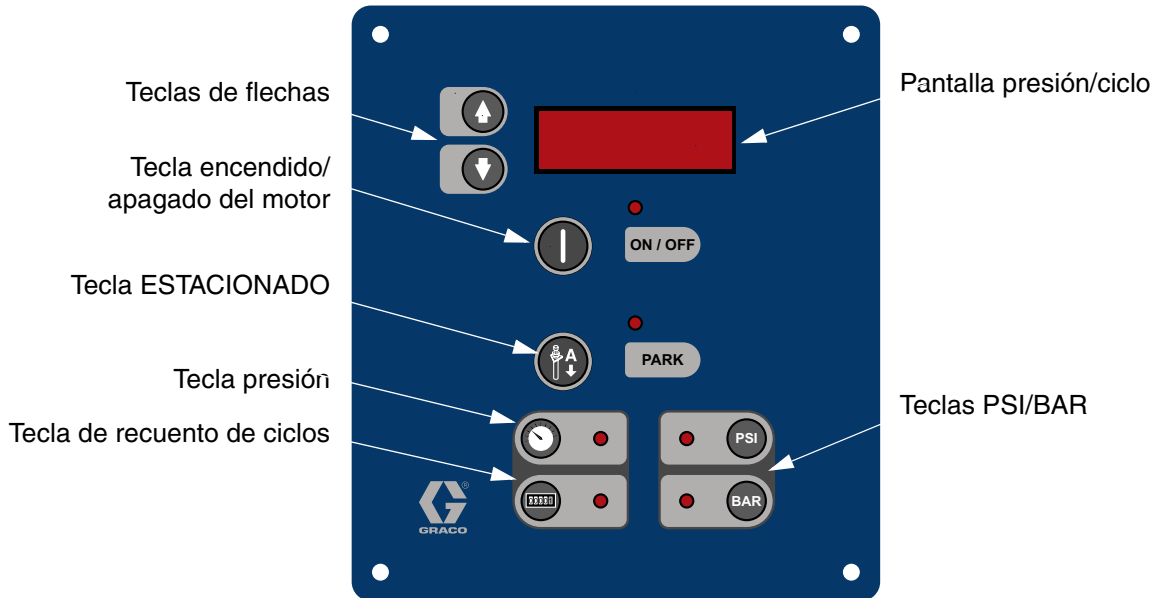 Teclas de flechas
Pantalla presión/ciclo
Tecla encendido/
apagado del motor
ON / OFF
Tecla ESTACIONADO
A
PARK
Tecla presión
Teclas PSI/BAR
PSI
Tecla de recuento de ciclos
BAR
GRACO
®